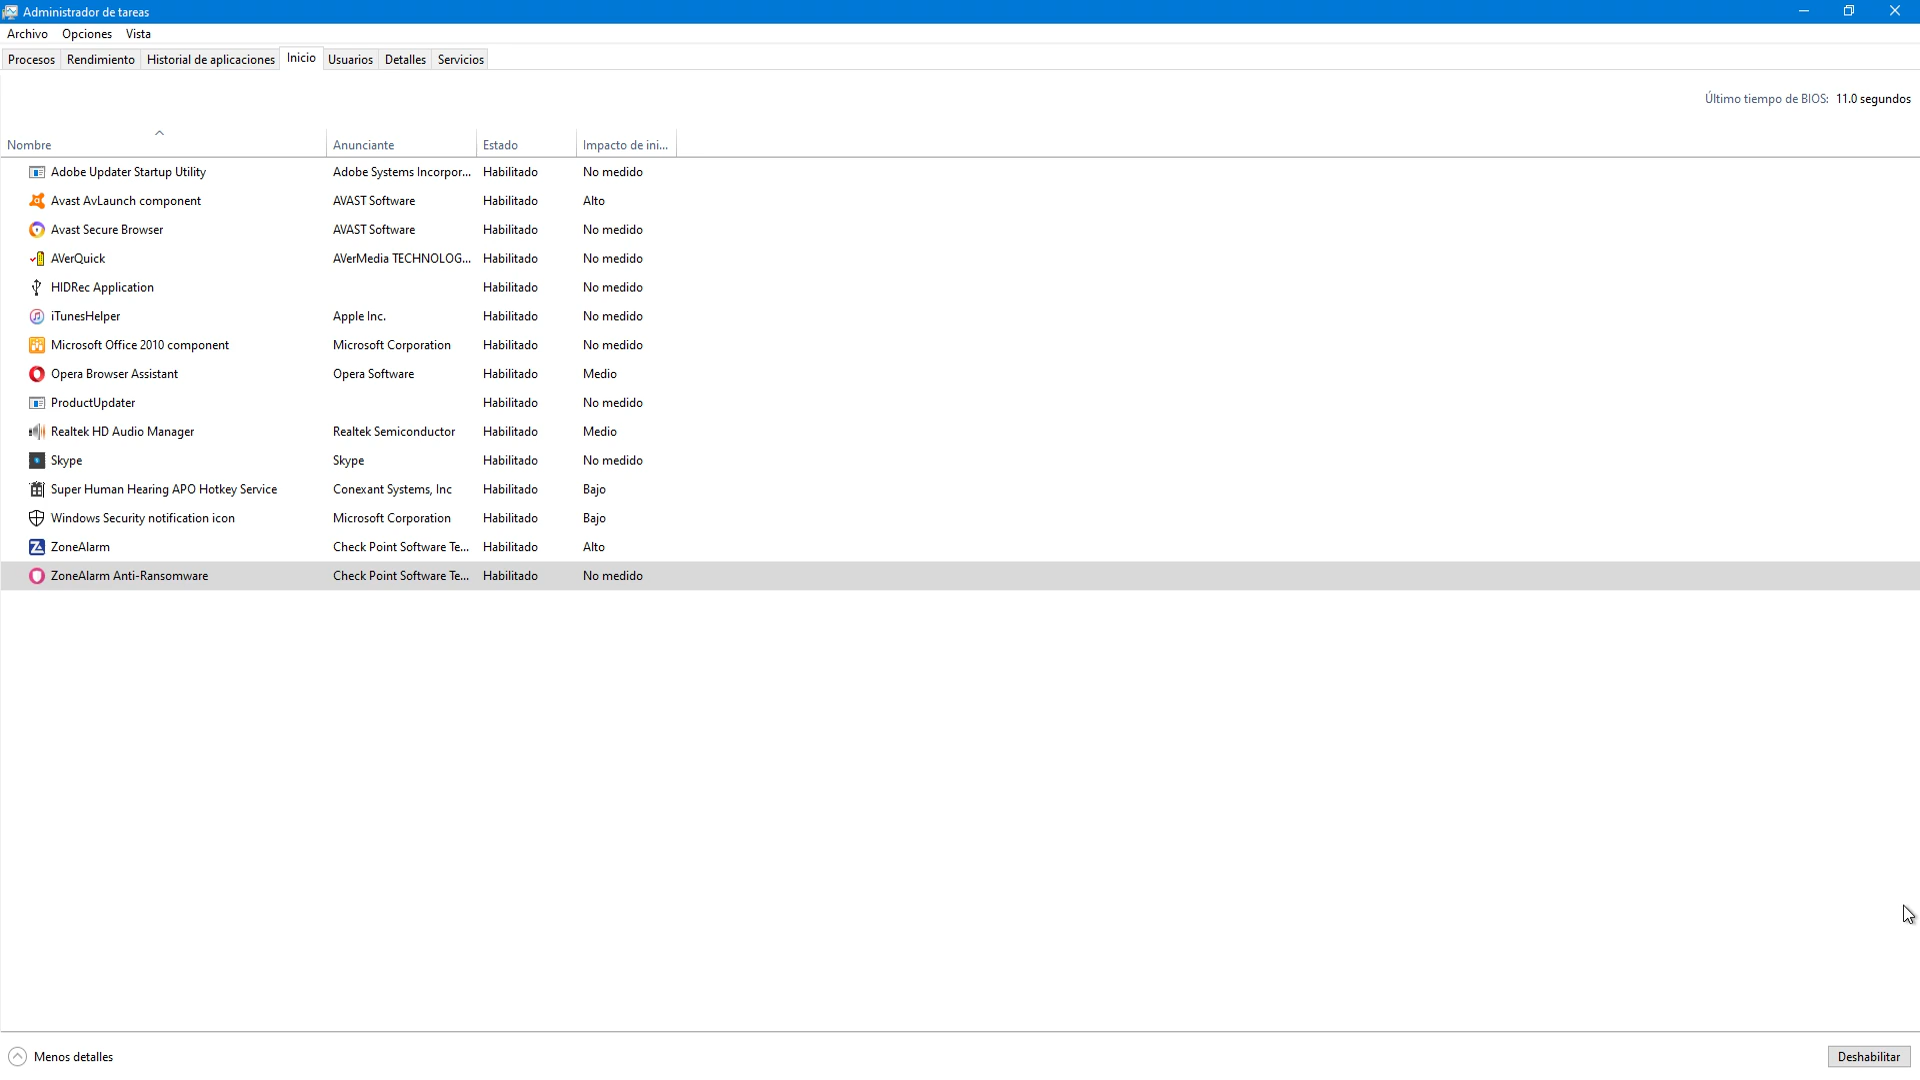 Administrador de tareas
Archivo Opciones Vista
Procesos Rendimiento Historial de aplicaciones Inicio Usuarios Detalles Servicios
Último tiempo de BIOS: 11.0 segundos
Nombre Anunciante Estado Impacto de ini...
Adobe Updater Startup Utility Adobe Systems Incorpor... Habilitado No medido
Avast AvLaunch component AVAST Software Habilitado Alto
Avast Secure Browser AVAST Software Habilitado No medido
AVerQuick AVerMedia TECHNOLOG... Habilitado No medido
HIDRec Application Habilitado No medido
iTunesHelper Apple Inc. Habilitado No medido
Microsoft Office 2010 component Microsoft Corporation Habilitado No medido
Opera Browser Assistant Opera Software Habilitado Medio
ProductUpdater Habilitado No medido
Realtek HD Audio Manager Realtek Semiconductor Habilitado Medio
Skype Skype Habilitado No medido
Super Human Hearing APO Hotkey Service Conexant Systems, Inc Habilitado Bajo
Windows Security notification icon Microsoft Corporation Habilitado Bajo
ZoneAlarm Check Point Software Te... Habilitado Alto
ZoneAlarm Anti-Ransomware Check Point Software Te... Habilitado No medido
Menos detalles Deshabilitar